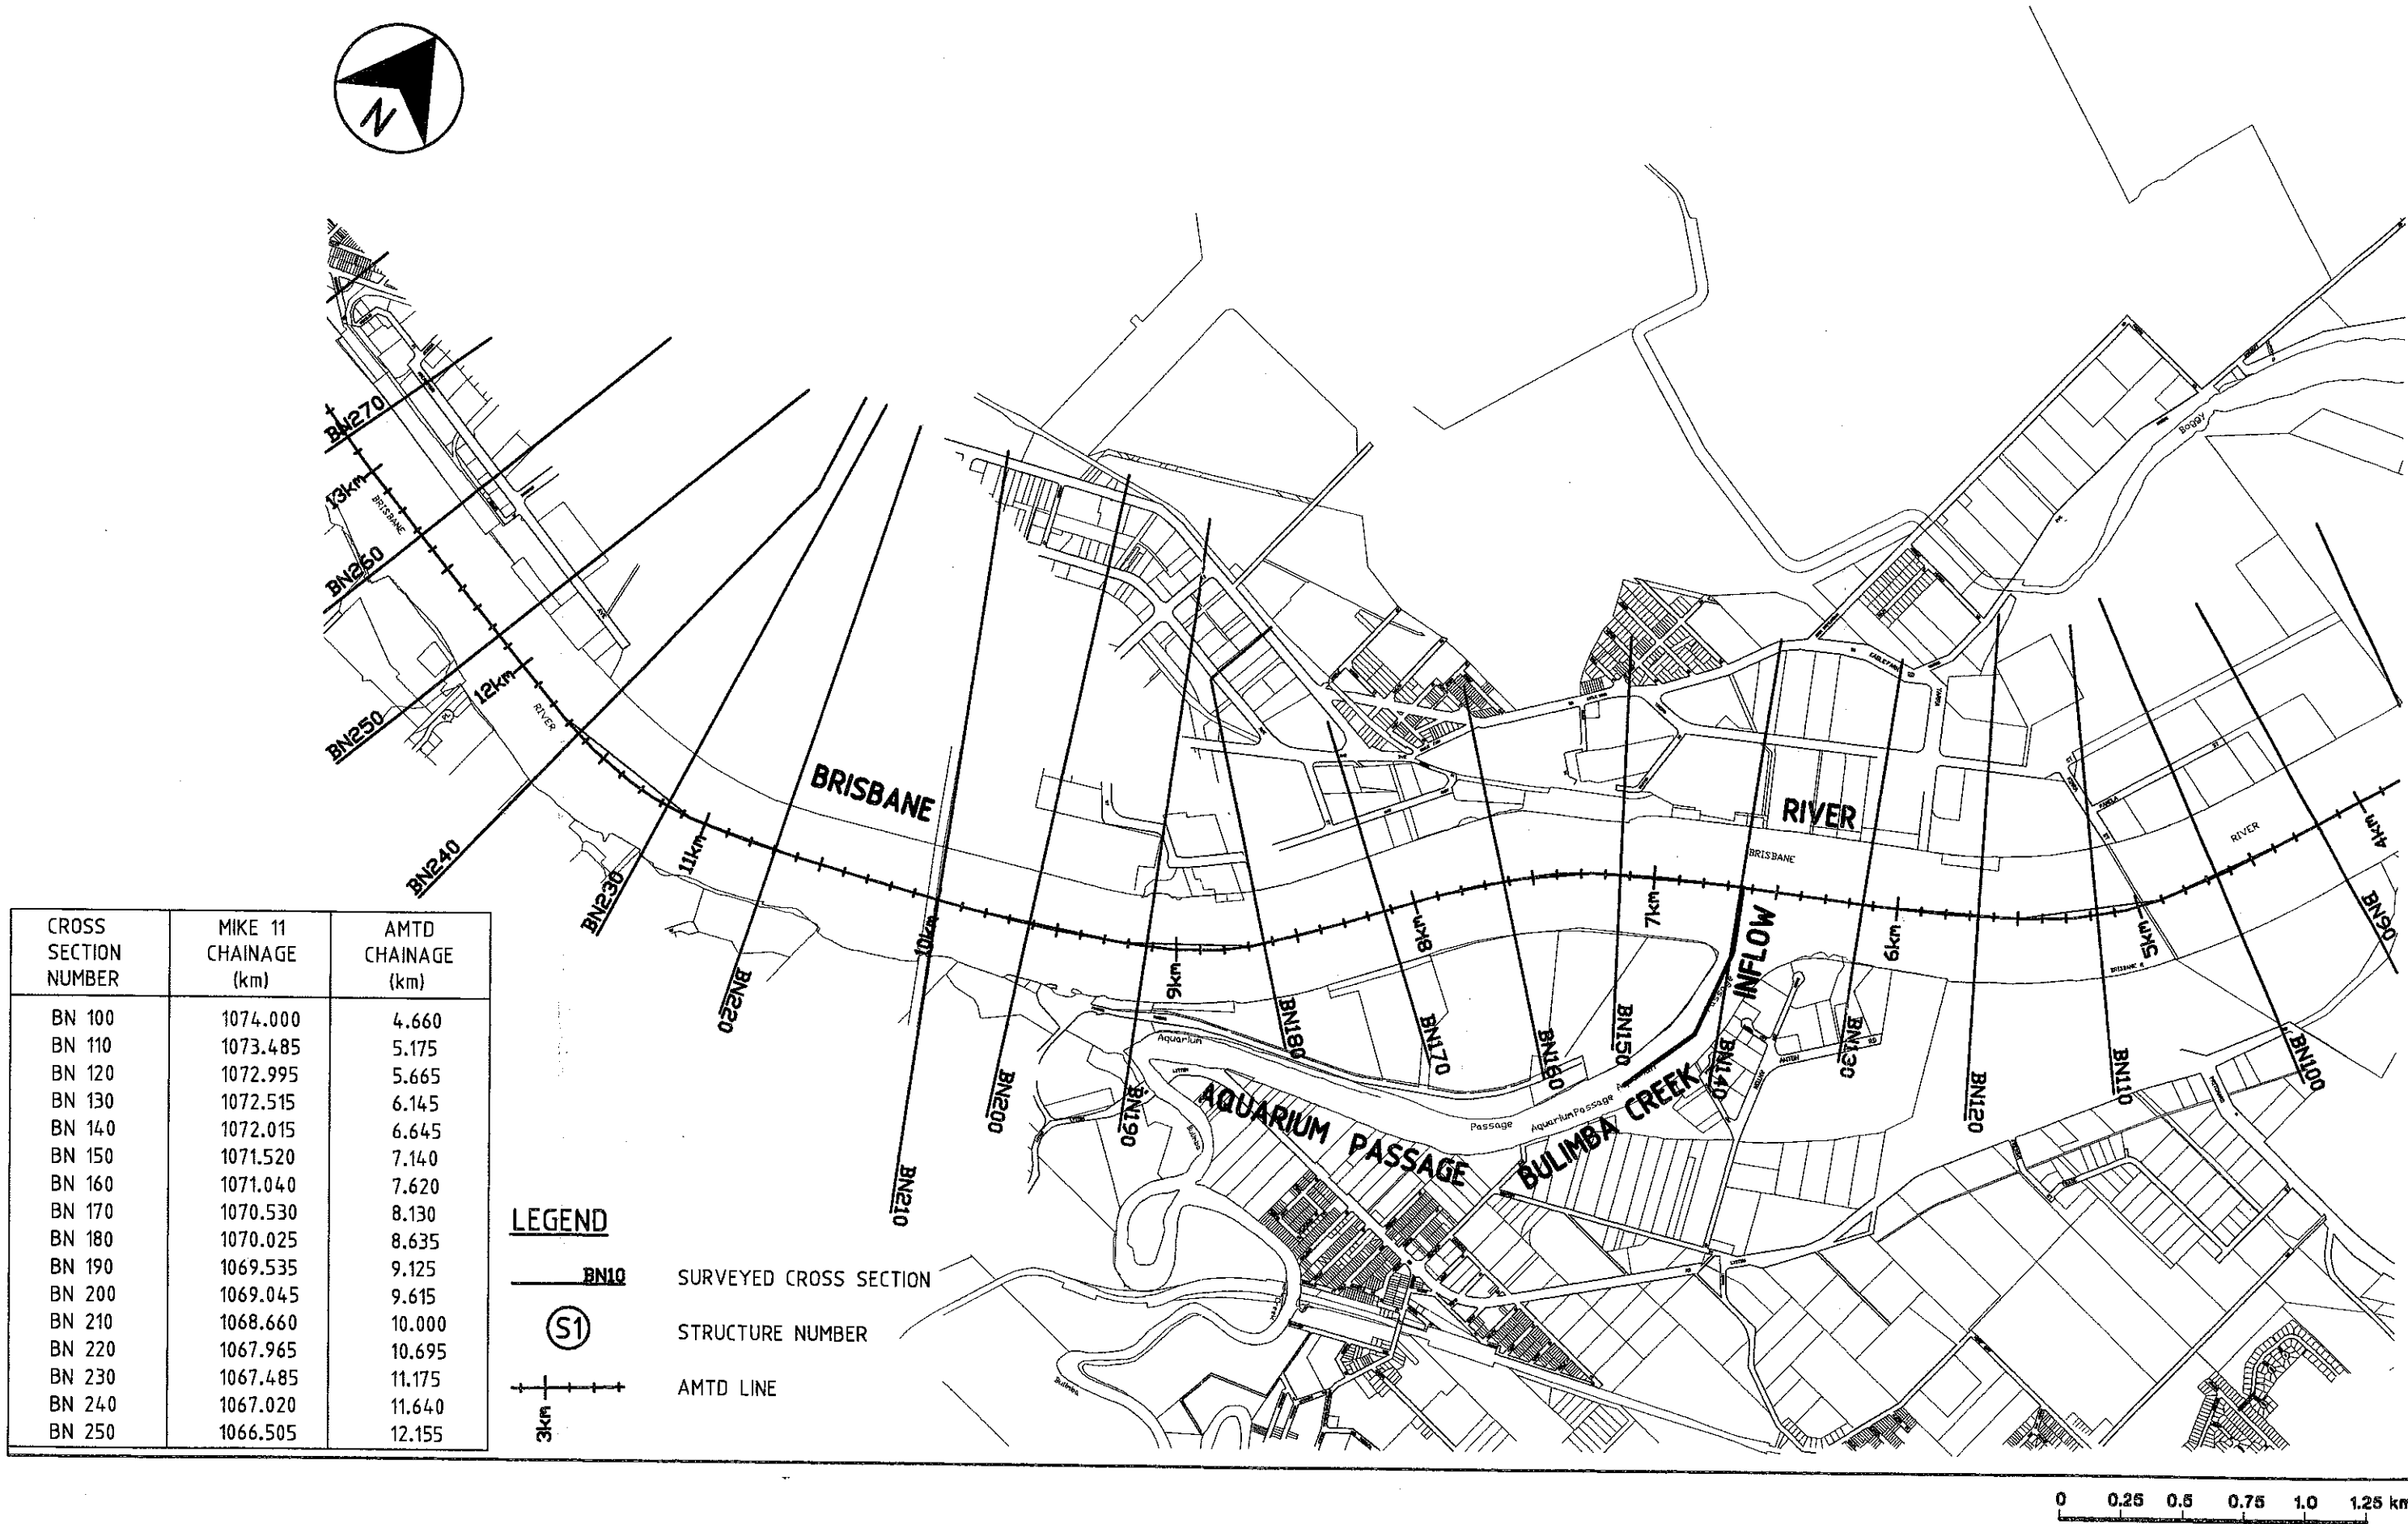 N
BN270
13km
BRISBANE
BN260
BN250
12km
RIVER
BN240
BN230
11km
BN220
BRISBANE
10km
BN210
BN200
BN190
9km
BN180
BN170
8km
BN160
BN150
7km
BN140
INFLOW
RIVER
BRISBANE
BN130
6km
BN120
BN110
5km
BN100
BN90
4km
RIVER
BRISBANE R
Boggy
Aquarium
AQUARIUM PASSAGE
Passage
Aquarium Passage
BULIMBA CREEK
Bulimba
Bulimba
CROSS SECTION NUMBER | MIKE 11 CHAINAGE (km) | AMTD CHAINAGE (km)
BN 100 1074.000 4.660
BN 110 1073.485 5.175
BN 120 1072.995 5.665
BN 130 1072.515 6.145
BN 140 1072.015 6.645
BN 150 1071.520 7.140
BN 160 1071.040 7.620
BN 170 1070.530 8.130
BN 180 1070.025 8.635
BN 190 1069.535 9.125
BN 200 1069.045 9.615
BN 210 1068.660 10.000
BN 220 1067.965 10.695
BN 230 1067.485 11.175
BN 240 1067.020 11.640
BN 250 1066.505 12.155
LEGEND
BN10 SURVEYED CROSS SECTION
S1 STRUCTURE NUMBER
3km AMTD LINE
0 0.25 0.5 0.75 1.0 1.25 km